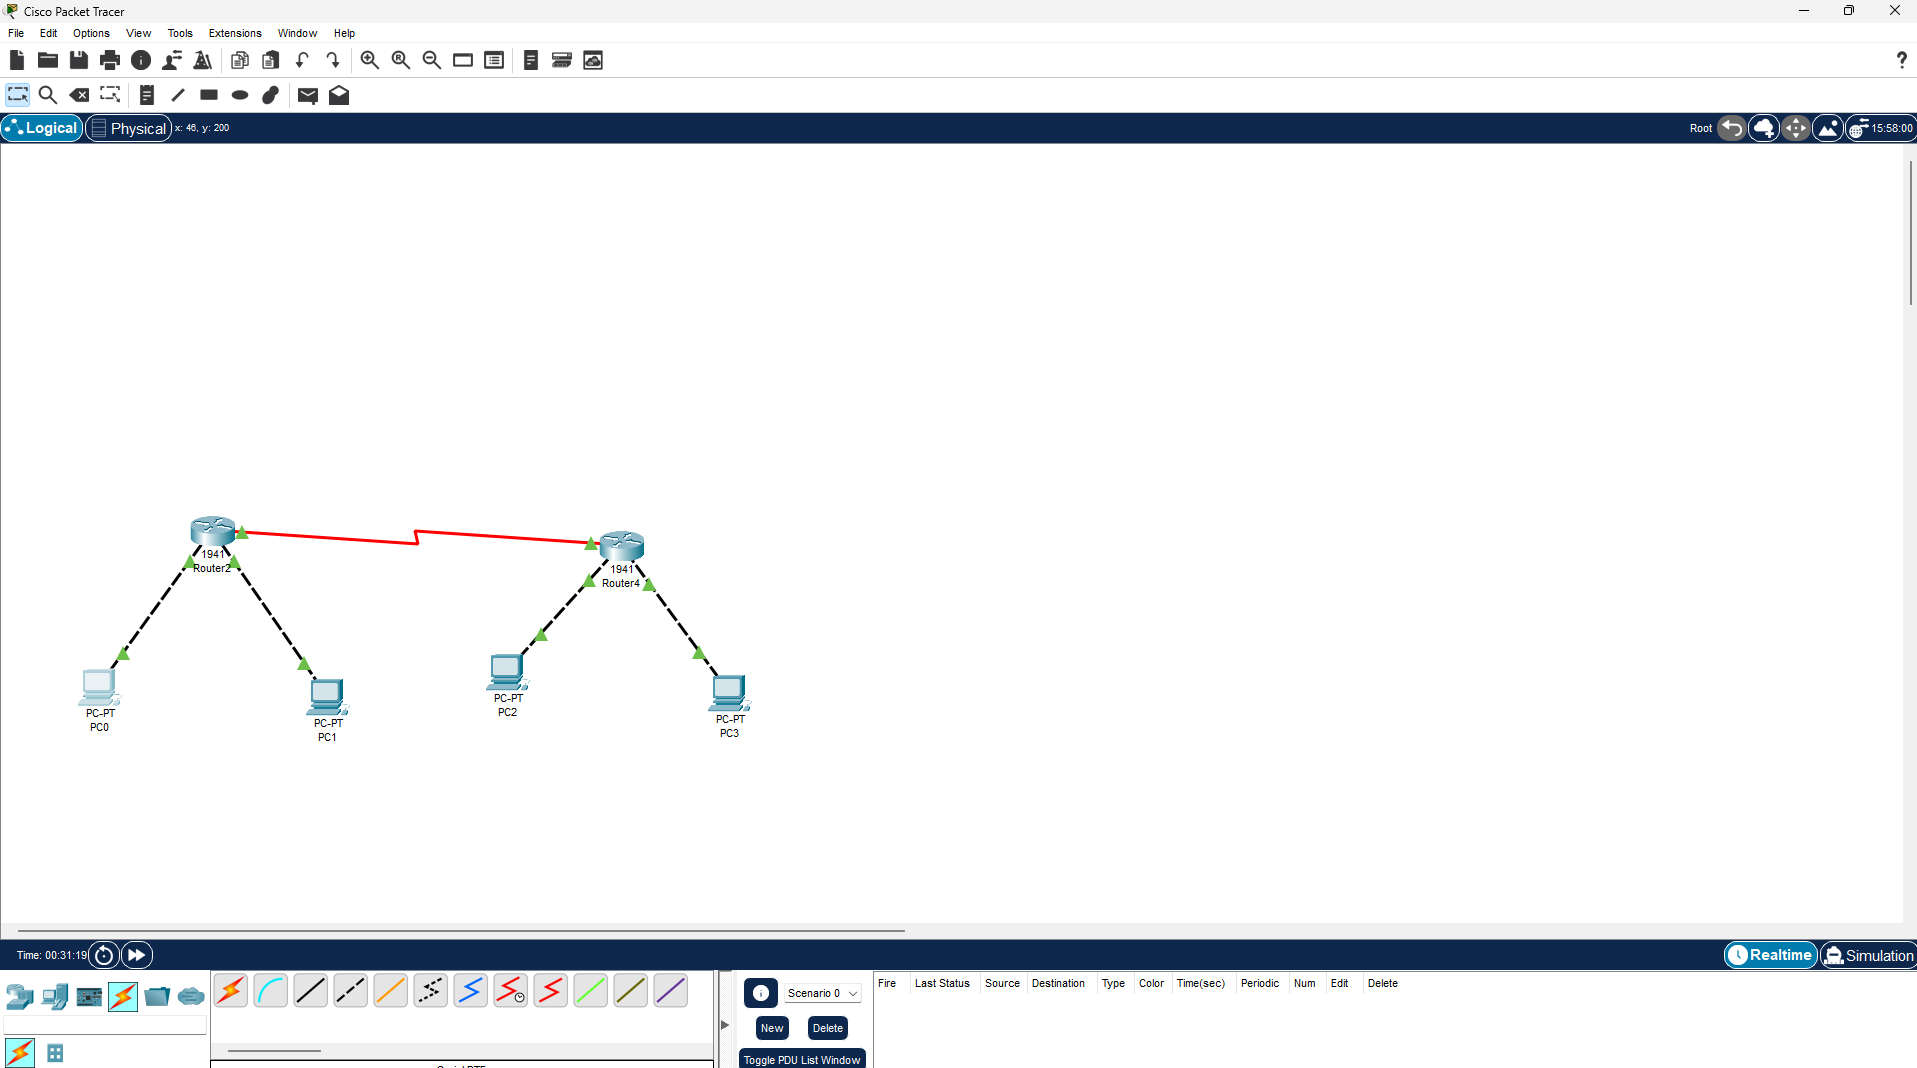 Cisco Packet Tracer
File Edit Options View Tools Extensions Window Help
Logical Physical x: 46, y: 200 Root 15:58:00
1941
Router2
1941
Router4
PC-PT
PC0
PC-PT
PC1
PC-PT
PC2
PC-PT
PC3
Time: 00:31:19 Realtime Simulation
Scenario 0
New Delete
Toggle PDU List Window
Fire Last Status Source Destination Type Color Time(sec) Periodic Num Edit Delete